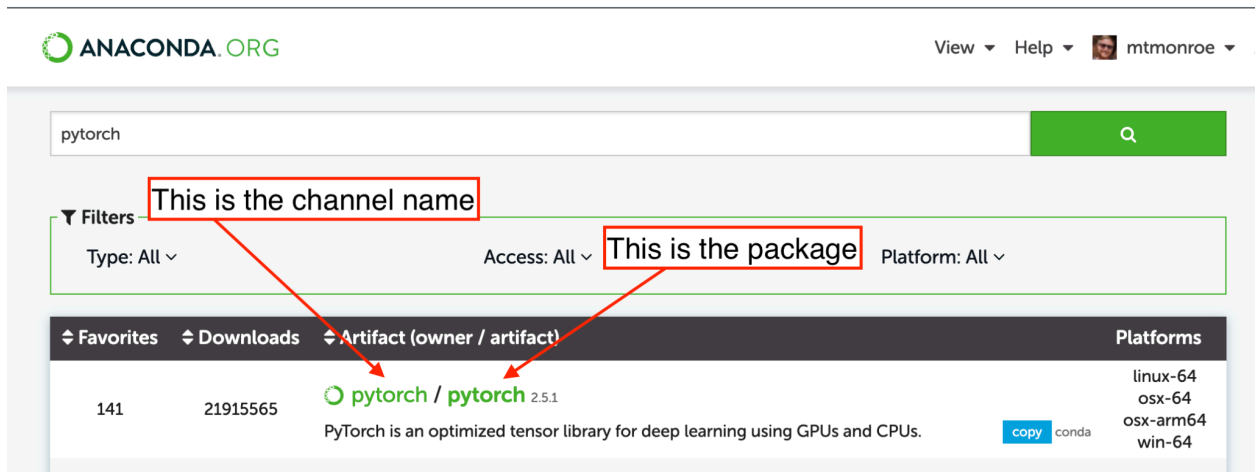 ANACONDA.ORG
View Help mtmonroe
pytorch
This is the channel name
Filters
Type: All Access: All This is the package Platform: All
Favorites Downloads Artifact (owner / artifact) Platforms
141 21915565 pytorch / pytorch 2.5.1
PyTorch is an optimized tensor library for deep learning using GPUs and CPUs.
copy conda
linux-64
osx-64
osx-arm64
win-64